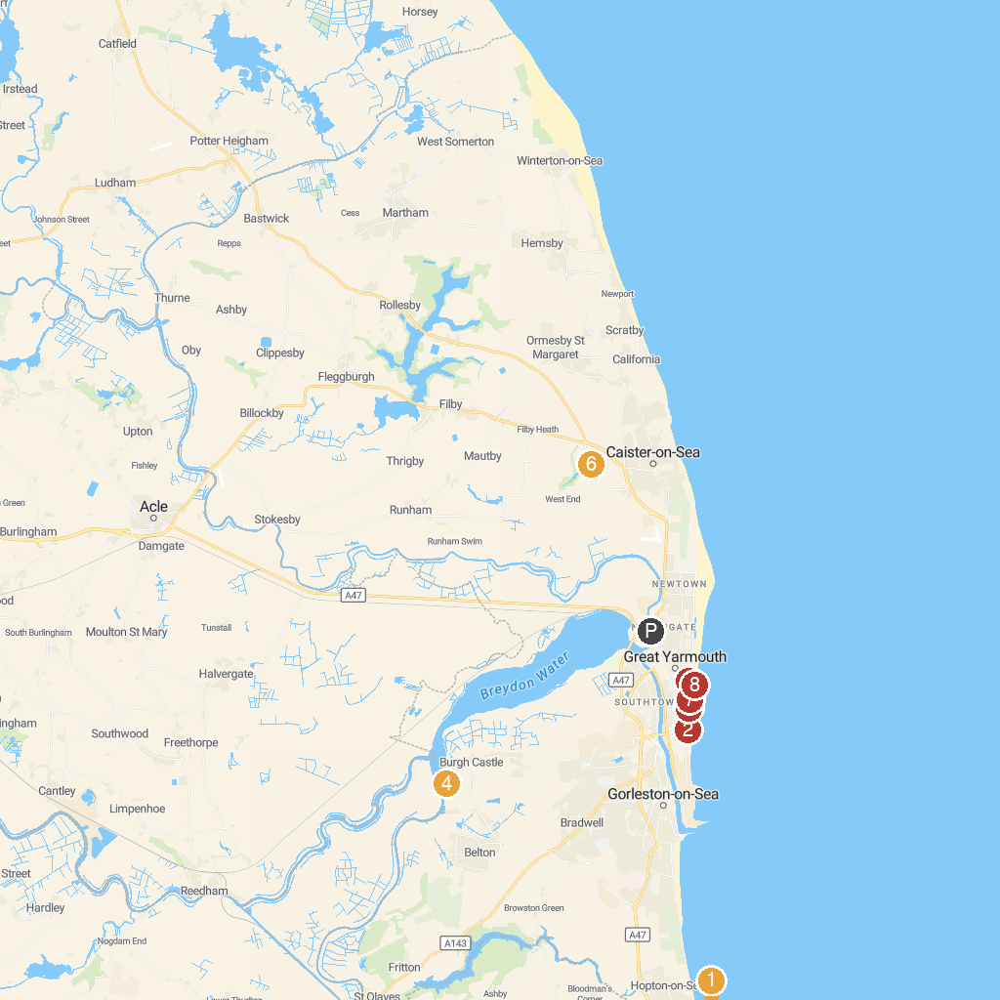 Horsey
Catfield
Irstead
Street
Potter Heigham
West Somerton
Winterton-on-Sea
Ludham
Johnson Street
Cess
Martham
Bastwick
Repps
Hemsby
Thurne
Ashby
Rollesby
Newport
Scratby
Oby
Clippesby
Ormesby St
Margaret
California
Fleggburgh
Billockby
Filby
Upton
Filby Heath
Fishley
Thrigby
Mautby
6
Caister-on-Sea
Green
Acle
Runham
West End
Stokesby
Burlingham
Damgate
Runham Swim
NEWTOWN
A47
South Burlingham
Moulton St Mary
Tunstall
P
Great Yarmouth
Halvergate
Breydon Water
A47
8
SOUTHTOWN
2
Southwood
Freethorpe
Burgh Castle
4
Cantley
Limpenhoe
Gorleston-on-Sea
Bradwell
Belton
Street
Reedham
Hardley
Browston Green
Nogdam End
A143
A47
Fritton
Hopton-on-Se
1
St Olaves
Ashby
Bloodman's
Corner
Lower Thurlton